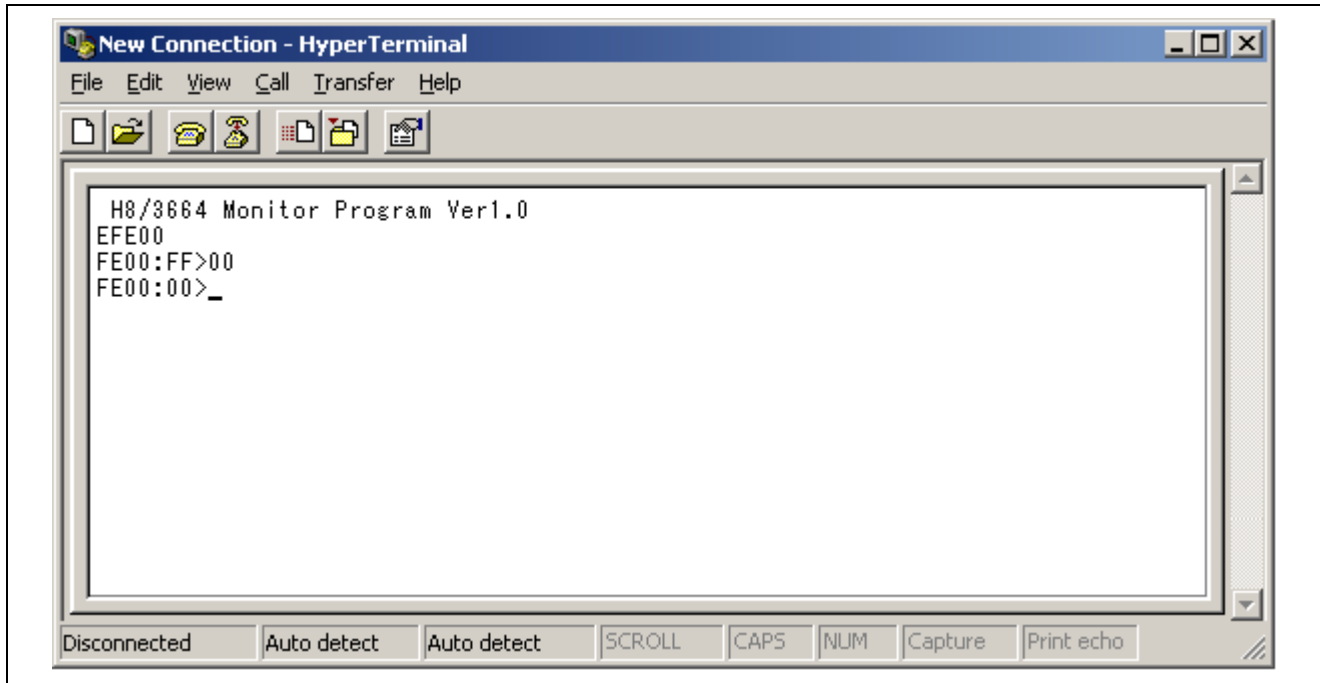 New Connection - HyperTerminal
File Edit View Call Transfer Help
H8/3664 Monitor Program Ver1.0
EFE00
FE00:FF>00
FE00:00>_
Disconnected Auto detect Auto detect SCROLL CAPS NUM Capture Print echo